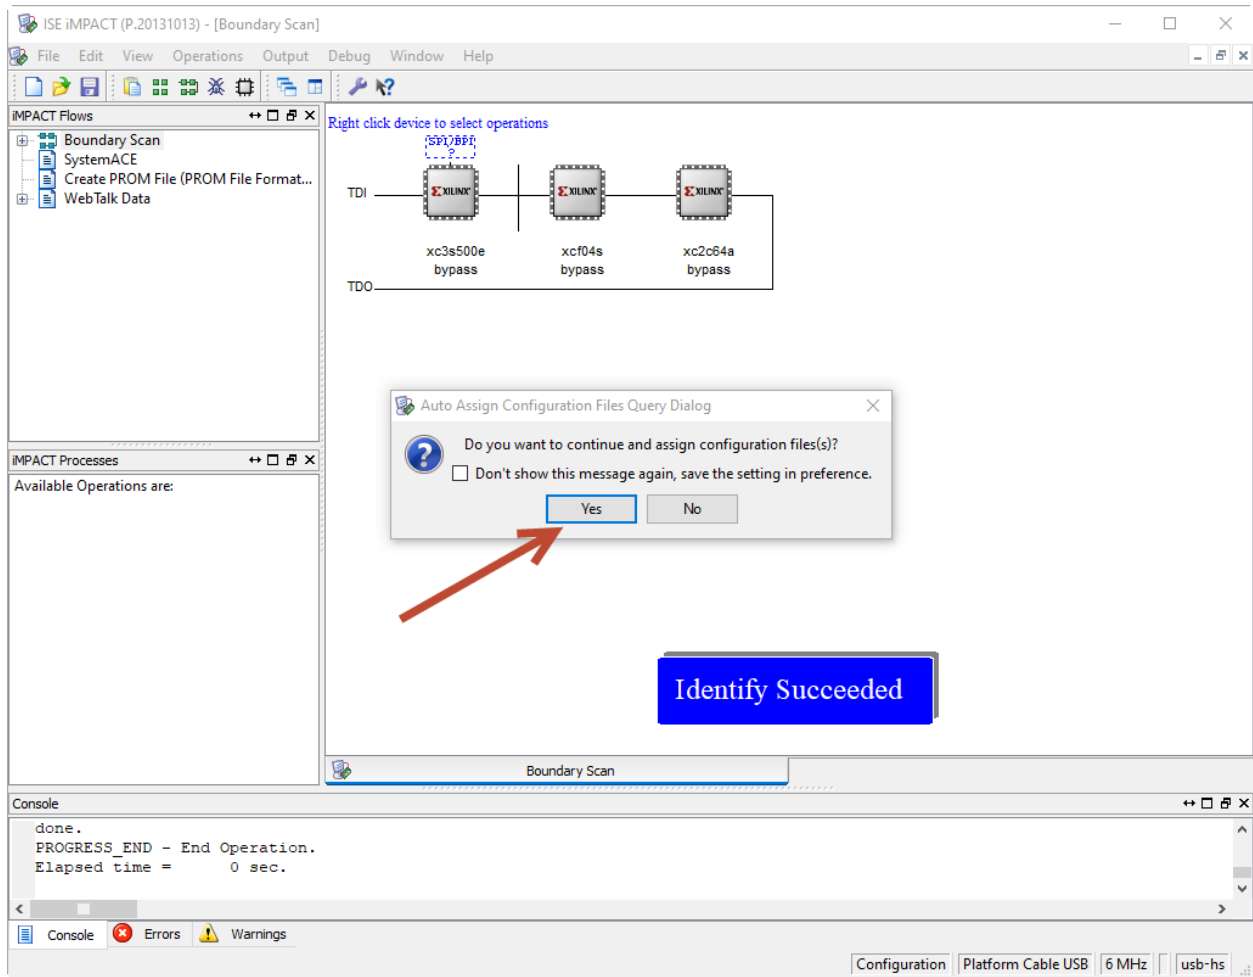 ISE iMPACT (P.20131013) - [Boundary Scan]
File Edit View Operations Output Debug Window Help
iMPACT Flows
Boundary Scan
SystemACE
Create PROM File (PROM File Format...
WebTalk Data
Right click device to select operations
SPI/BPI
?
TDI
XILINX XILINX XILINX
xc3s500e xcf04s xc2c64a
bypass bypass bypass
TDO
Auto Assign Configuration Files Query Dialog
Do you want to continue and assign configuration files(s)?
Don't show this message again, save the setting in preference.
Yes No
iMPACT Processes
Available Operations are:
Identify Succeeded
Boundary Scan
Console
done.
PROGRESS_END - End Operation.
Elapsed time =      0 sec.
Console Errors Warnings
Configuration Platform Cable USB 6 MHz usb-hs